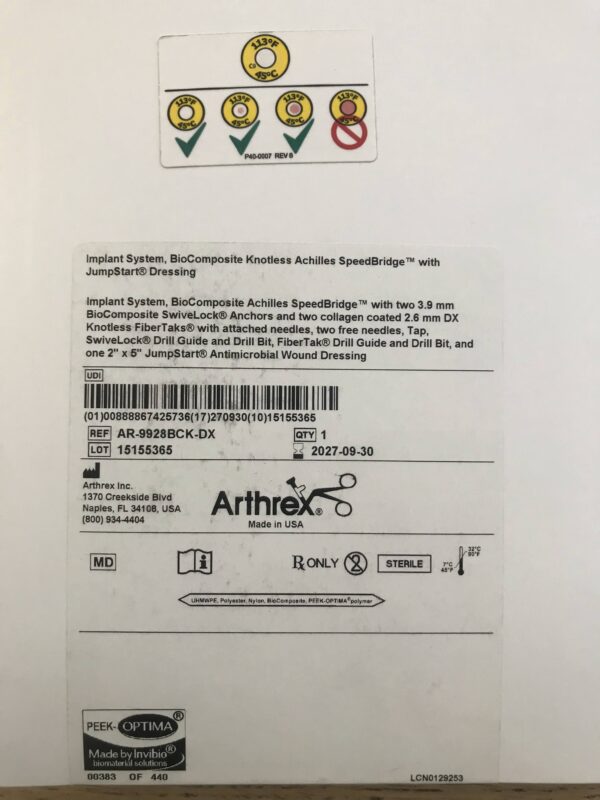 113°F
45°C
113°F 113°F 113°F 113°F
45°C 45°C 45°C 45°C
P40-0007 REV 8
Implant System, BioComposite Knotless Achilles SpeedBridge™ with
JumpStart® Dressing
Implant System, BioComposite Achilles SpeedBridge™ with two 3.9 mm
BioComposite SwiveLock® Anchors and two collagen coated 2.6 mm DX
Knotless FiberTaks® with attached needles, two free needles, Tap,
SwiveLock® Drill Guide and Drill Bit, FiberTak® Drill Guide and Drill Bit, and
one 2" x 5" JumpStart® Antimicrobial Wound Dressing
UDI
(01)00888867425736(17)270930(10)15155365
REF AR-9928BCK-DX QTY 1
LOT 15155365 2027-09-30
Arthrex Inc.
1370 Creekside Blvd
Naples, FL 34108, USA
(800) 934-4404
Arthrex®
Made in USA
MD
Rx ONLY
2
STERILE
32°C
90°F
7°C
45°F
UHMWPE, Polyester, Nylon, BioComposite, PEEK-OPTIMA® polymer
PEEK-OPTIMA®
Made by Invibio®
biomaterial solutions
00383 OF 440
LCN0129253